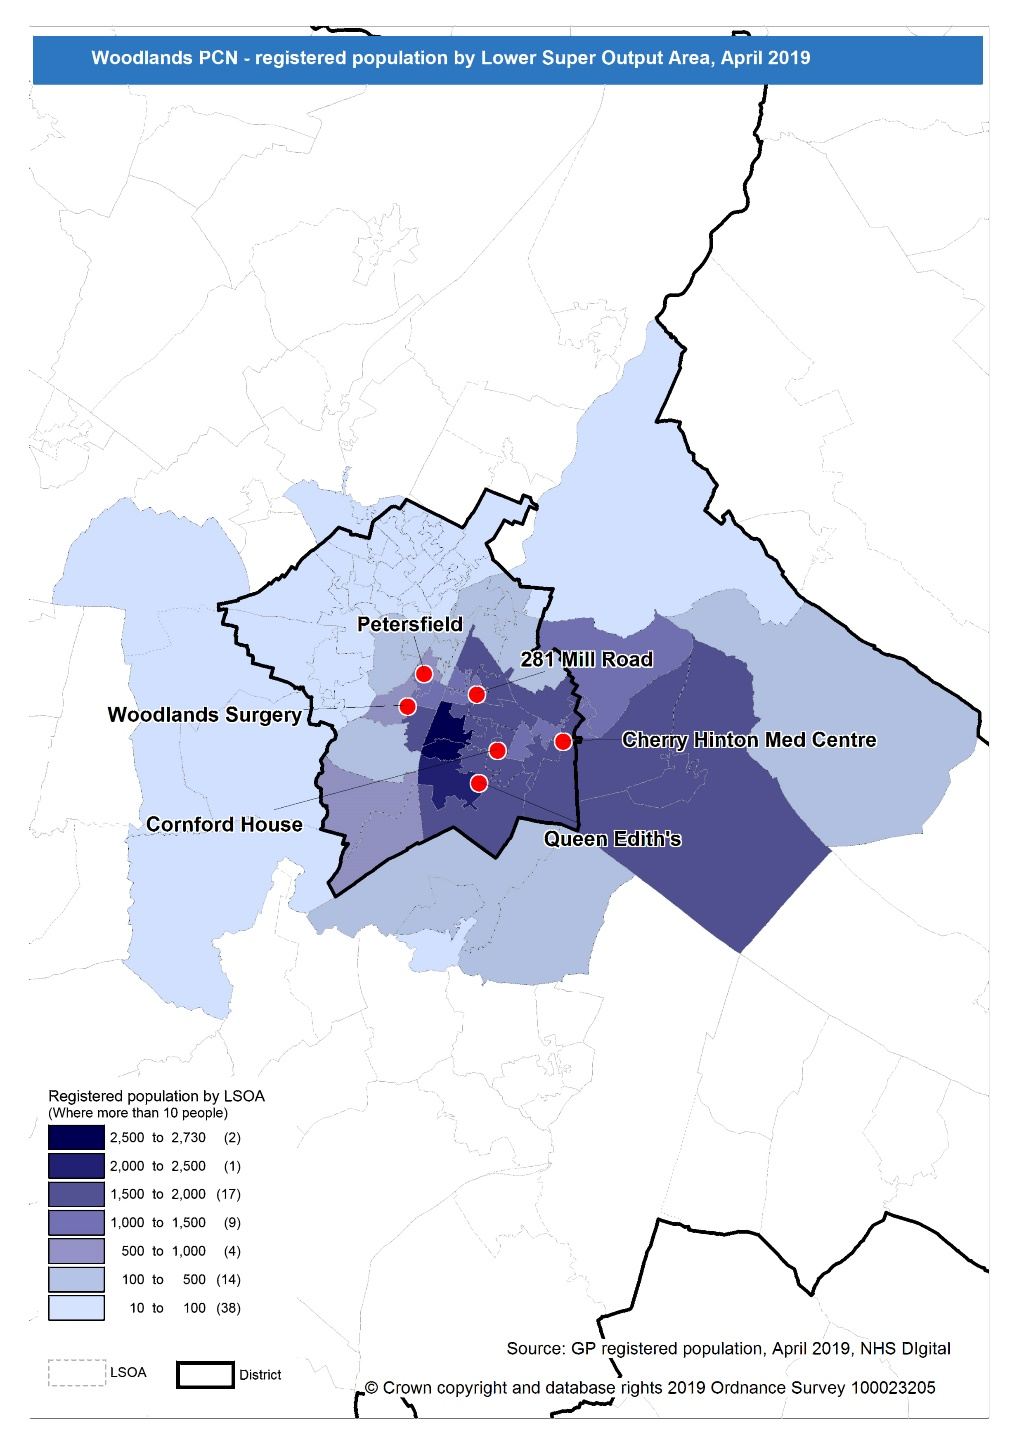 Woodlands PCN - registered population by Lower Super Output Area, April 2019
Petersfield
281 Mill Road
Woodlands Surgery
Cherry Hinton Med Centre
Cornford House
Queen Edith's
Registered population by LSOA
(Where more than 10 people)
2,500 to 2,730 (2)
2,000 to 2,500 (1)
1,500 to 2,000 (17)
1,000 to 1,500 (9)
500 to 1,000 (4)
100 to 500 (14)
10 to 100 (38)
LSOA
District
Source: GP registered population, April 2019, NHS DIgital
© Crown copyright and database rights 2019 Ordnance Survey 100023205